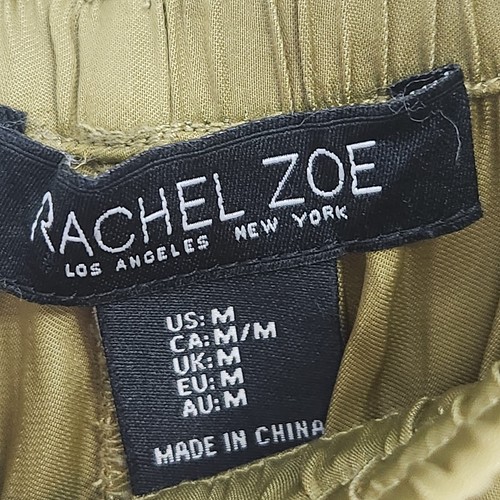 RACHEL ZOE
LOS ANGELES NEW YORK
US: M
CA: M/M
UK: M
EU: M
AU: M
MADE IN CHINA